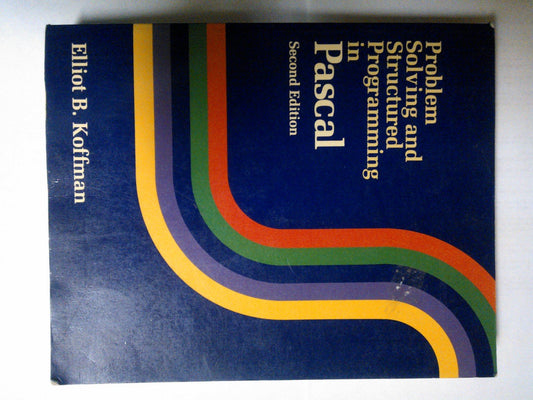 Problem
Solving and
Structured
Programming
in
Pascal
Second Edition
Elliot B. Koffman